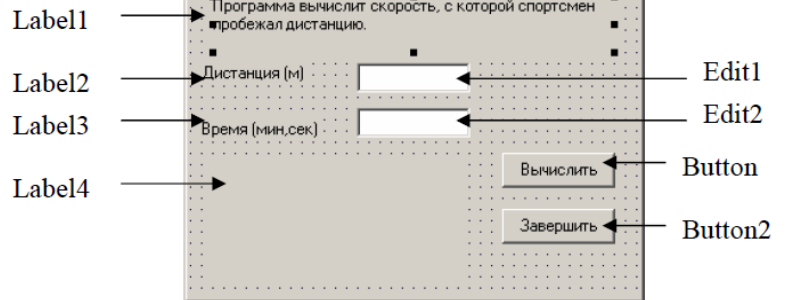 Label1
Программа вычислит скорость, с которой спортсмен
пробежал дистанцию.
Label2
Дистанция (м)
Edit1
Label3
Время (мин,сек)
Edit2
Label4
Вычислить
Button
Завершить
Button2